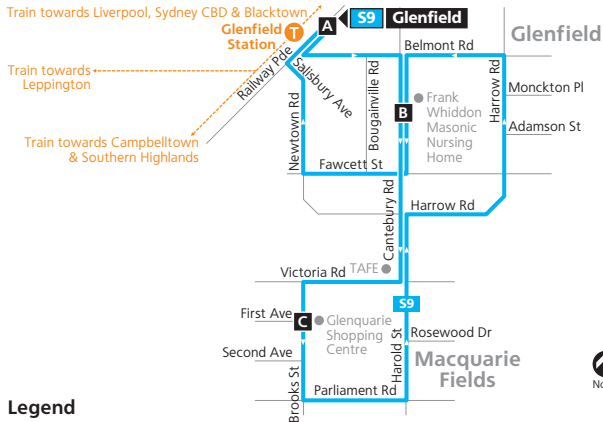 Train towards Liverpool, Sydney CBD & Blacktown
A
S9
Glenfield
T
Glenfield
Station
Belmont Rd
Glenfield
Train towards
Leppington
Railway Pde
Salisbury Ave
Bougainville Rd
Harrow Rd
Monckton Pl
Frank
Whiddon
Masonic
Nursing
Home
B
Adamson St
Train towards Campbelltown
& Southern Highlands
Newtown Rd
Fawcett St
Cantebury Rd
Harrow Rd
TAFE
Victoria Rd
S9
First Ave
C
Glenquarie
Shopping
Centre
Harold St
Rosewood Dr
Second Ave
Macquarie
Fields
Brooks St
Parliament Rd
Legend